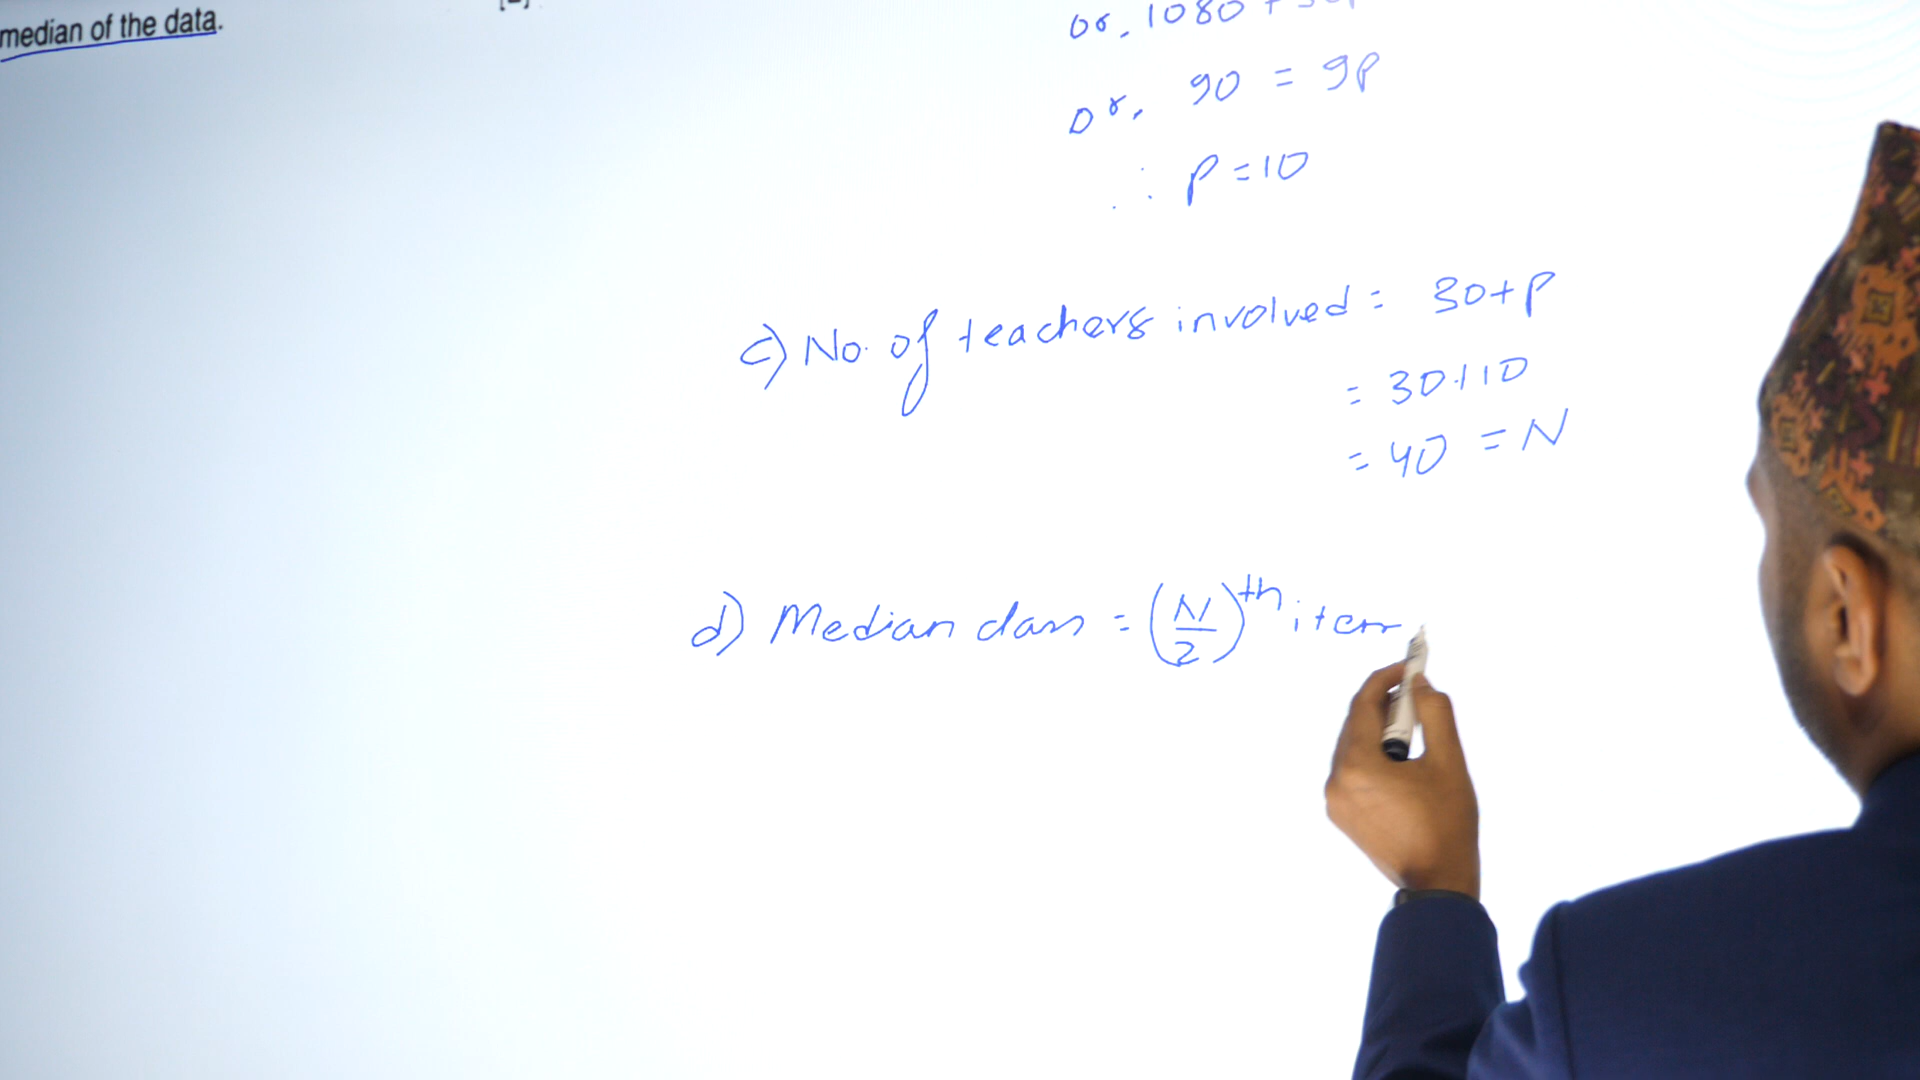 median of the data.
or, 1080 +
or, 90 = 9p
∴ p = 10
c) No. of teachers involved = 30+p
= 30+10
= 40 = N
d) Median class = (N/2)th item